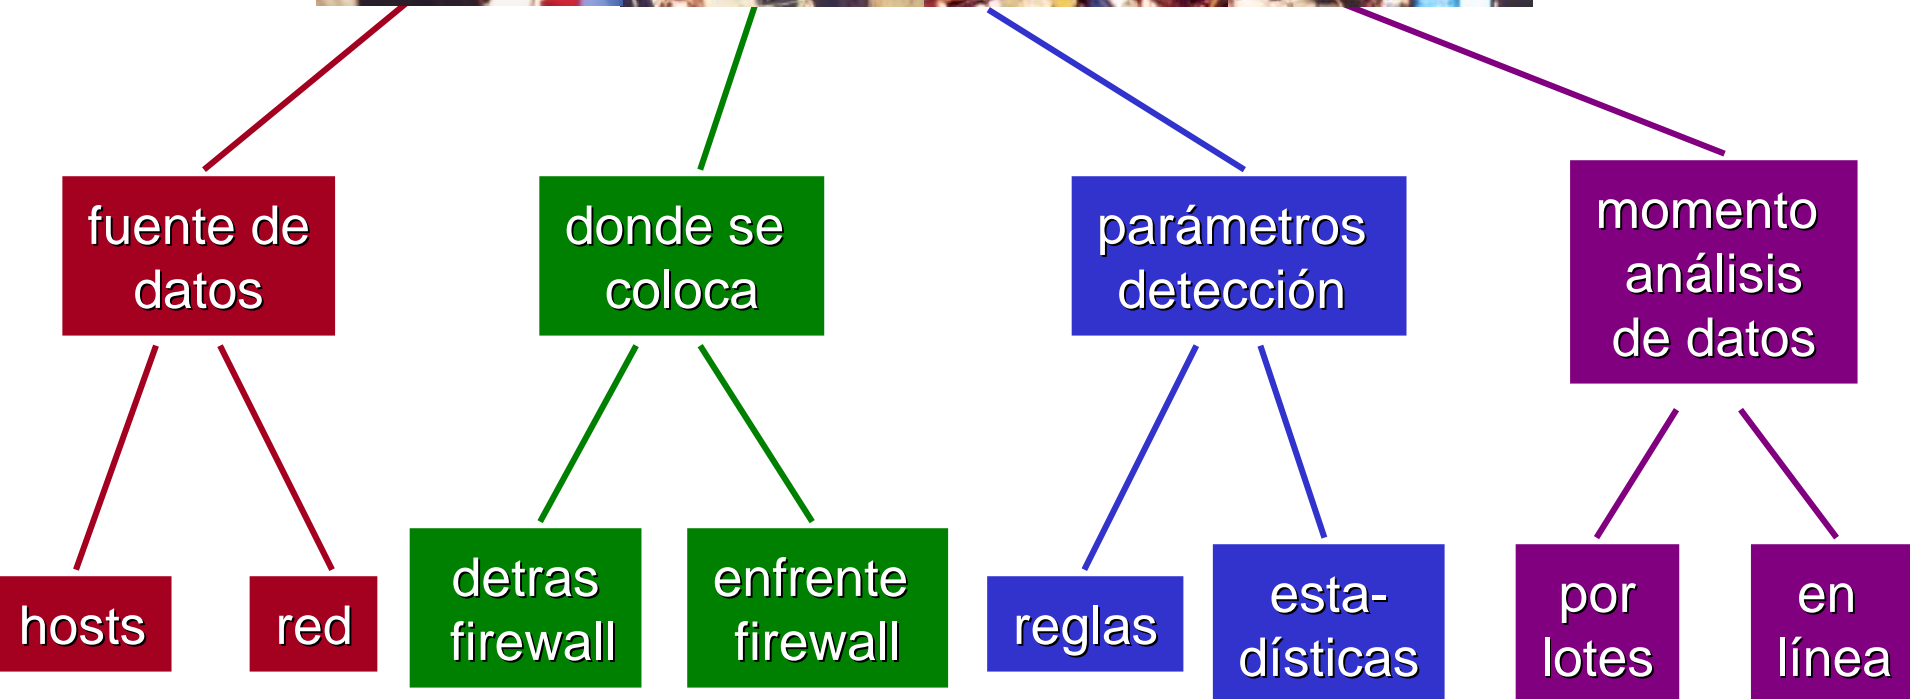 fuente de
datos
donde se
coloca
parámetros
detección
momento
análisis
de datos
hosts
red
detras
firewall
enfrente
firewall
reglas
esta-
dísticas
por
lotes
en
línea